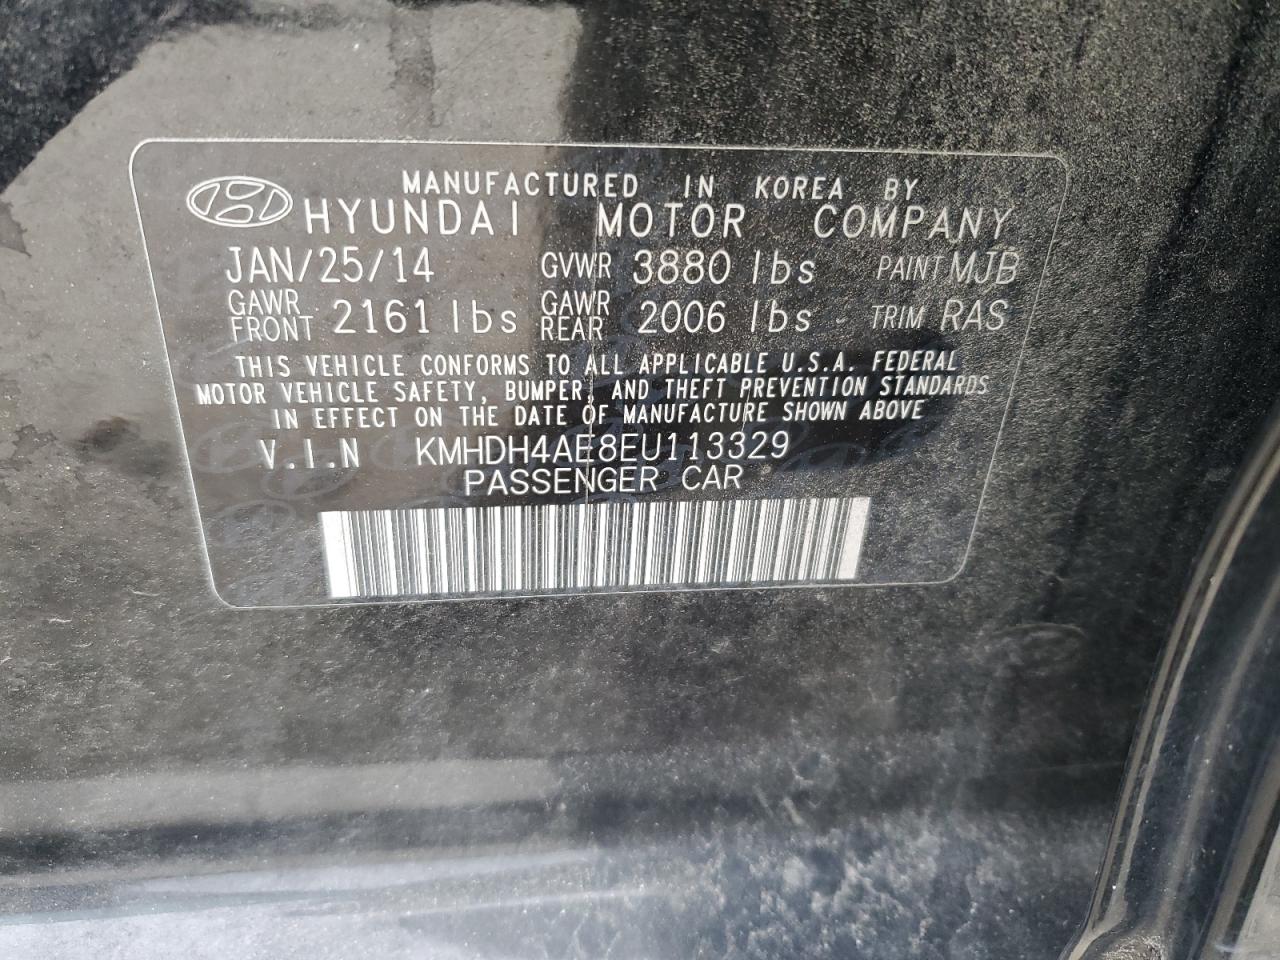 MANUFACTURED IN KOREA BY
HYUNDAI MOTOR COMPANY
JAN/25/14 GVWR 3880 lbs PAINT MJB
GAWR FRONT 2161 lbs GAWR REAR 2006 lbs TRIM RAS
THIS VEHICLE CONFORMS TO ALL APPLICABLE U.S.A. FEDERAL
MOTOR VEHICLE SAFETY, BUMPER, AND THEFT PREVENTION STANDARDS
IN EFFECT ON THE DATE OF MANUFACTURE SHOWN ABOVE
V.I.N KMHDH4AE8EU113329
PASSENGER CAR